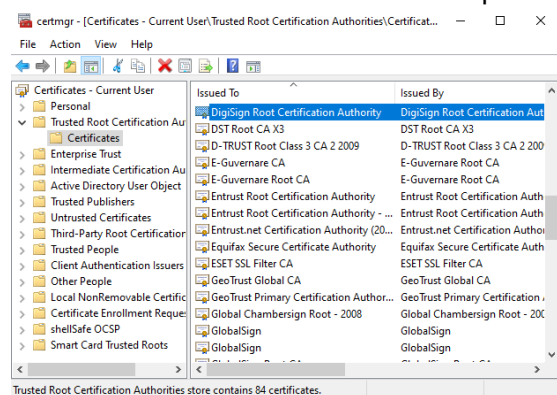 certmgr - [Certificates - Current User\Trusted Root Certification Authorities\Certificat...
File Action View Help
Certificates - Current User
Personal
Trusted Root Certification Au
Certificates
Enterprise Trust
Intermediate Certification Au
Active Directory User Object
Trusted Publishers
Untrusted Certificates
Third-Party Root Certification
Trusted People
Client Authentication Issuers
Other People
Local NonRemovable Certific
Certificate Enrollment Reque
shellSafe OCSP
Smart Card Trusted Roots
Issued To Issued By
DigiSign Root Certification Authority DigiSign Root Certification Aut
DST Root CA X3 DST Root CA X3
D-TRUST Root Class 3 CA 2 2009 D-TRUST Root Class 3 CA 2 200
E-Guvernare CA E-Guvernare Root CA
E-Guvernare Root CA E-Guvernare Root CA
Entrust Root Certification Authority Entrust Root Certification Auth
Entrust Root Certification Authority - ... Entrust Root Certification Auth
Entrust.net Certification Authority (20... Entrust.net Certification Author
Equifax Secure Certificate Authority Equifax Secure Certificate Auth
ESET SSL Filter CA ESET SSL Filter CA
GeoTrust Global CA GeoTrust Global CA
GeoTrust Primary Certification Author... GeoTrust Primary Certification
Global Chambersign Root - 2008 Global Chambersign Root - 200
GlobalSign GlobalSign
GlobalSign GlobalSign
Trusted Root Certification Authorities store contains 84 certificates.